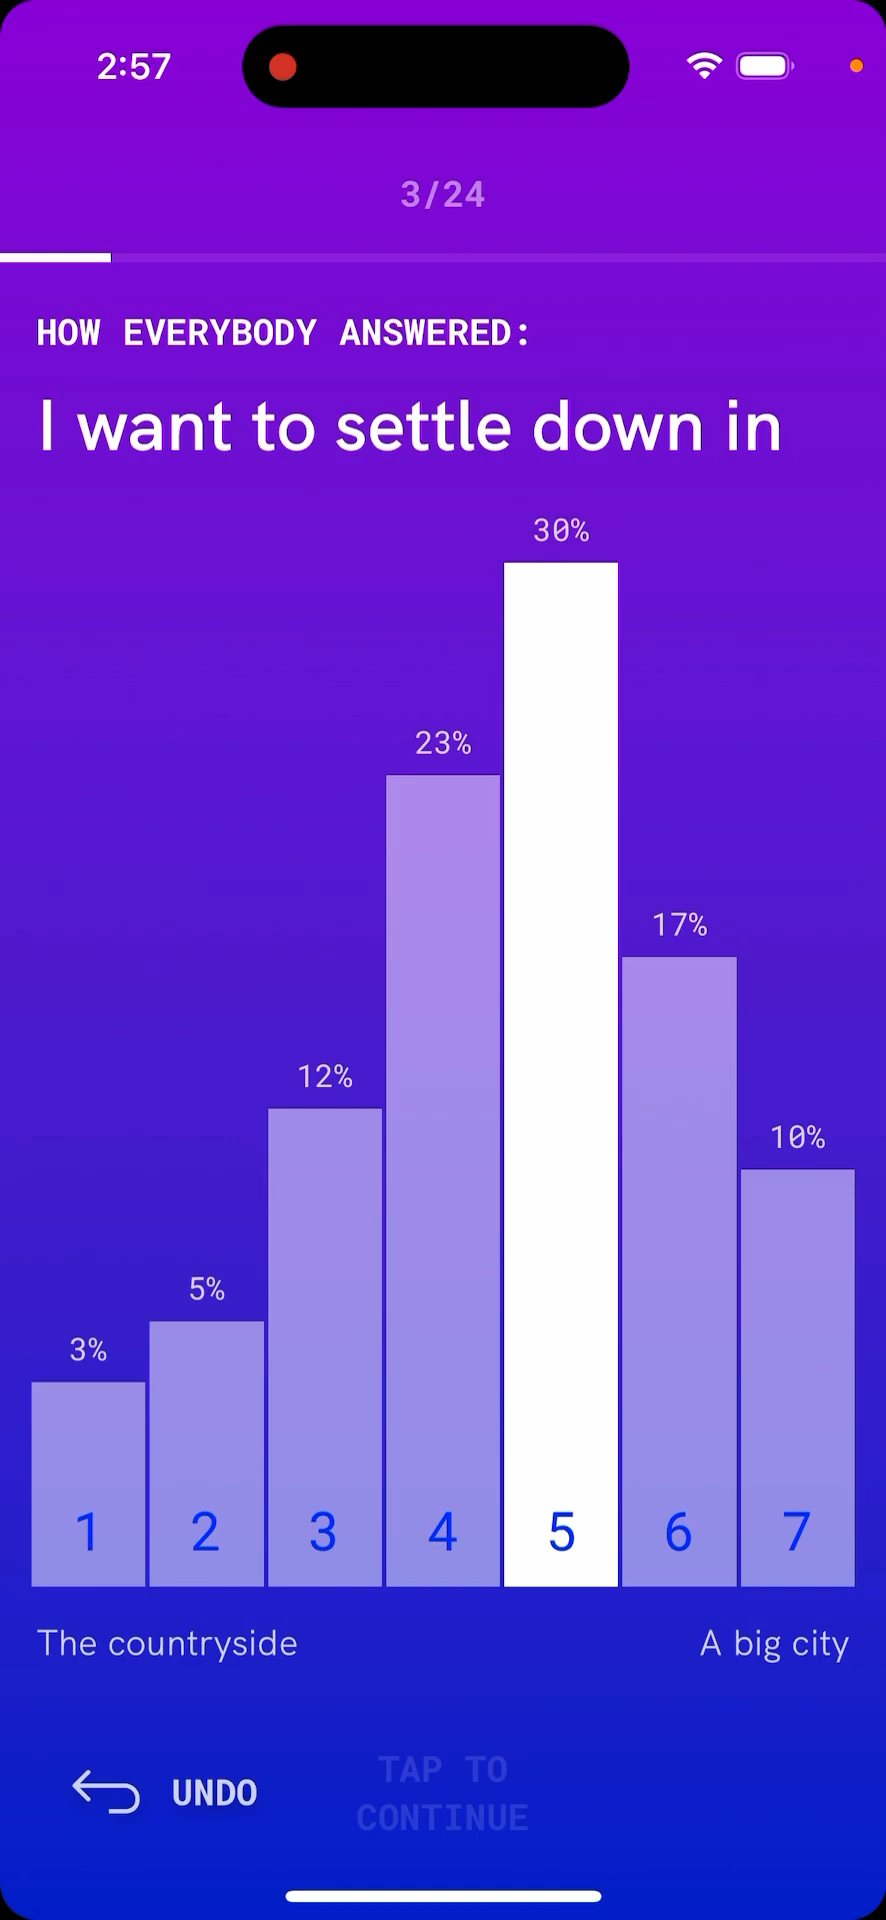 2:57
3/24
HOW EVERYBODY ANSWERED:
I want to settle down in
30%
23%
17%
12%
10%
5%
3%
1 2 3 4 5 6 7
The countryside A big city
UNDO
TAP TO
CONTINUE